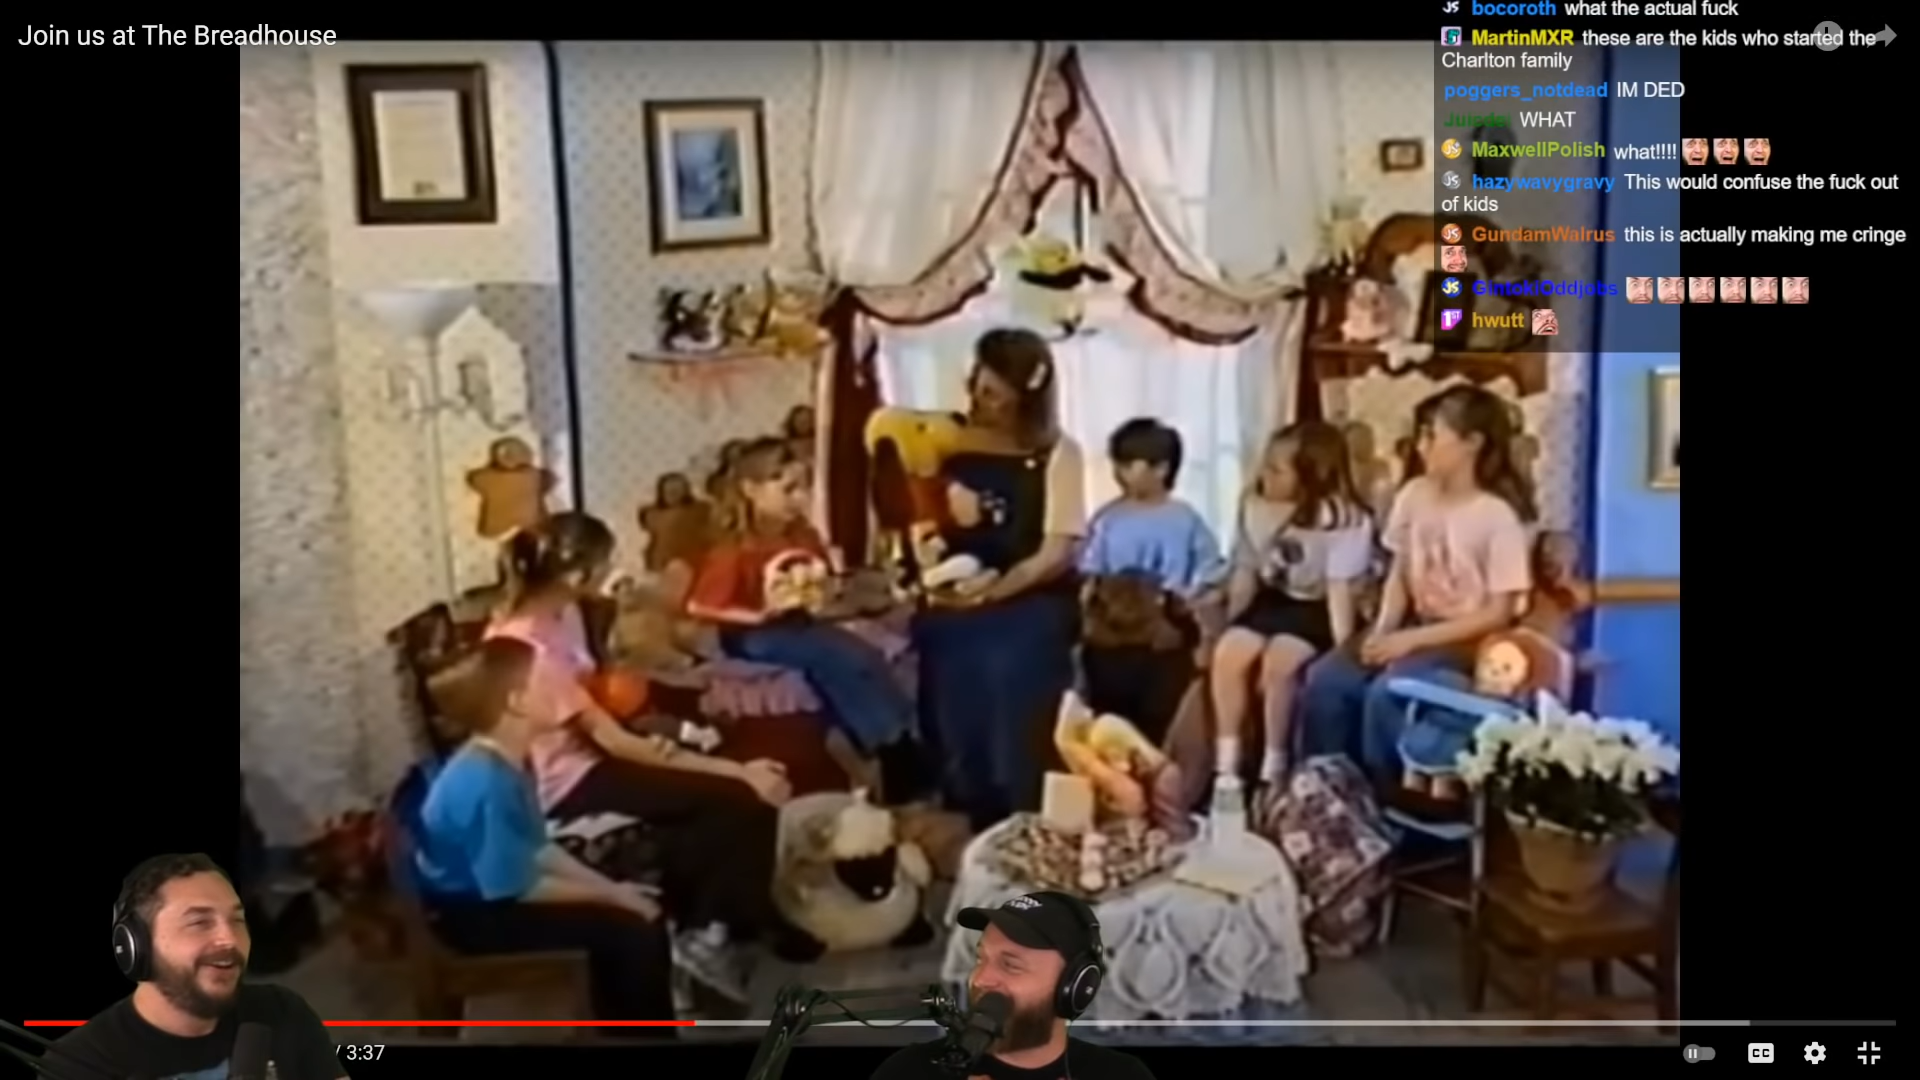 Join us at The Breadhouse
bocoroth what the actual fuck
MartinMXR these are the kids who started the
Charlton family
poggers_notdead IM DED
WHAT
MaxwellPolish what!!!!
hazywavygravy This would confuse the fuck out
of kids
GundamWalrus this is actually making me cringe
GintokiOddjobs
hwutt
/ 3:37
CC